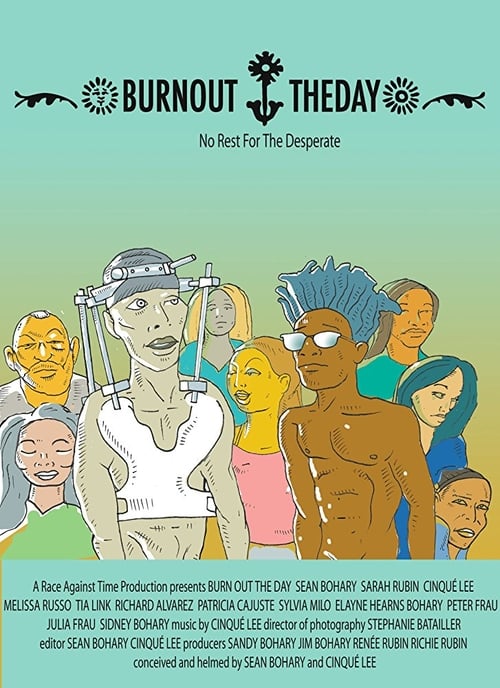 BURNOUT THEDAY
No Rest For The Desperate
A Race Against Time Production presents BURN OUT THE DAY SEAN BOHARY SARAH RUBIN CINQUÉ LEE
MELISSA RUSSO TIA LINK RICHARD ALVAREZ PATRICIA CAJUSTE SYLVIA MILO ELAYNE HEARNS BOHARY PETER FRAU
JULIA FRAU SIDNEY BOHARY music by CINQUÉ LEE director of photography STEPHANIE BATAILLER
editor SEAN BOHARY CINQUÉ LEE producers SANDY BOHARY JIM BOHARY RENÉE RUBIN RICHIE RUBIN
conceived and helmed by SEAN BOHARY and CINQUÉ LEE